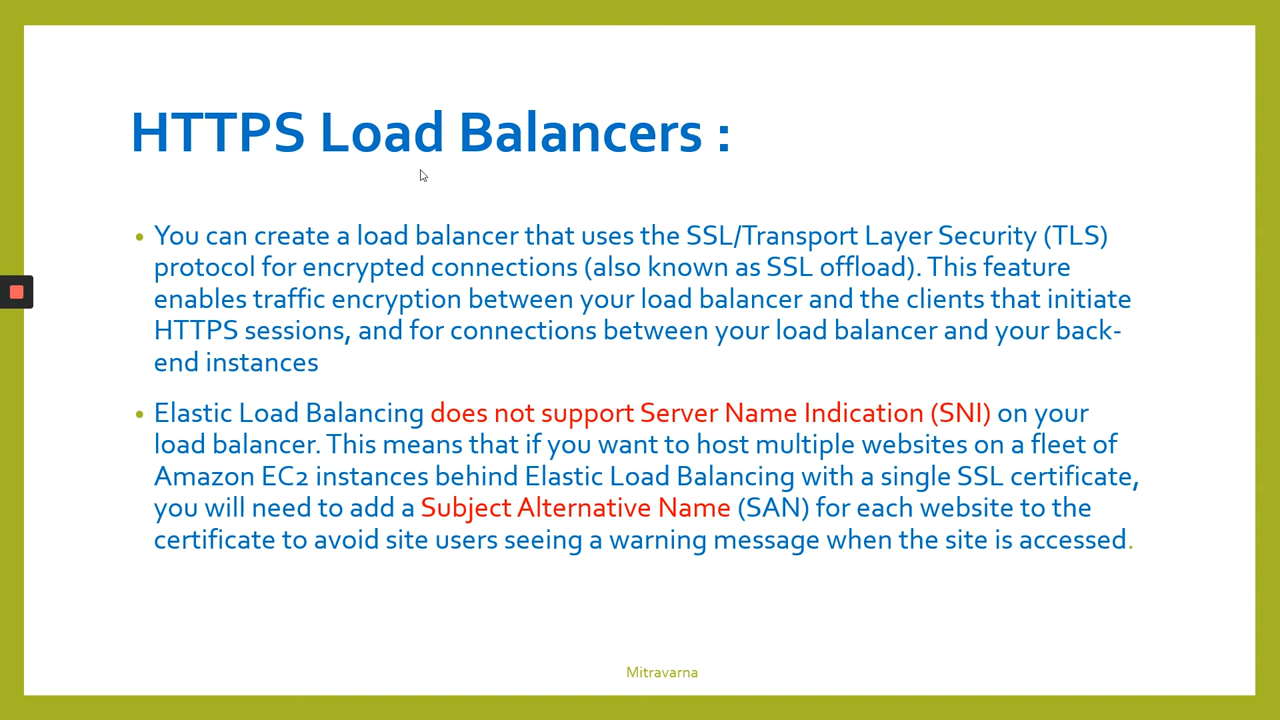 HTTPS Load Balancers :
• You can create a load balancer that uses the SSL/Transport Layer Security (TLS)
protocol for encrypted connections (also known as SSL offload). This feature
enables traffic encryption between your load balancer and the clients that initiate
HTTPS sessions, and for connections between your load balancer and your back-
end instances
• Elastic Load Balancing does not support Server Name Indication (SNI) on your
load balancer. This means that if you want to host multiple websites on a fleet of
Amazon EC2 instances behind Elastic Load Balancing with a single SSL certificate,
you will need to add a Subject Alternative Name (SAN) for each website to the
certificate to avoid site users seeing a warning message when the site is accessed.
Mitravarna